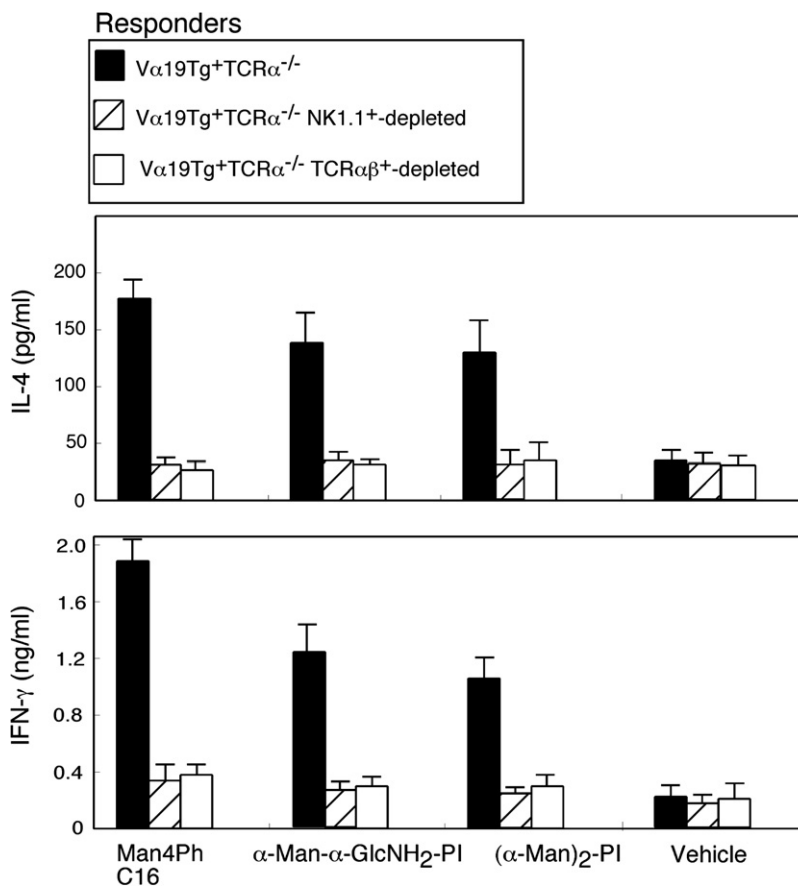 Responders
Vα19Tg⁺TCRα⁻/⁻
Vα19Tg⁺TCRα⁻/⁻ NK1.1⁺-depleted
Vα19Tg⁺TCRα⁻/⁻ TCRαβ⁺-depleted
IL-4 (pg/ml)
200
150
100
50
0
IFN-γ (ng/ml)
2.0
1.6
1.2
0.8
0.4
0
Man4Ph
C16
α-Man-α-GlcNH₂-PI
(α-Man)₂-PI
Vehicle